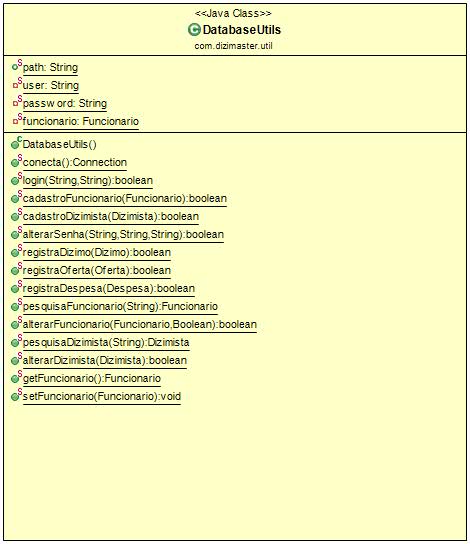 <<Java Class>>
DatabaseUtils
com.dizimaster.util
path: String
user: String
passw ord: String
funcionario: Funcionario
DatabaseUtils()
conecta():Connection
login(String,String):boolean
cadastroFuncionario(Funcionario):boolean
cadastroDizimista(Dizimista):boolean
alterarSenha(String,String,String):boolean
registraDizimo(Dizimo):boolean
registraOferta(Oferta):boolean
registraDespesa(Despesa):boolean
pesquisaFuncionario(String):Funcionario
alterarFuncionario(Funcionario,Boolean):boolean
pesquisaDizimista(String):Dizimista
alterarDizimista(Dizimista):boolean
getFuncionario():Funcionario
setFuncionario(Funcionario):void